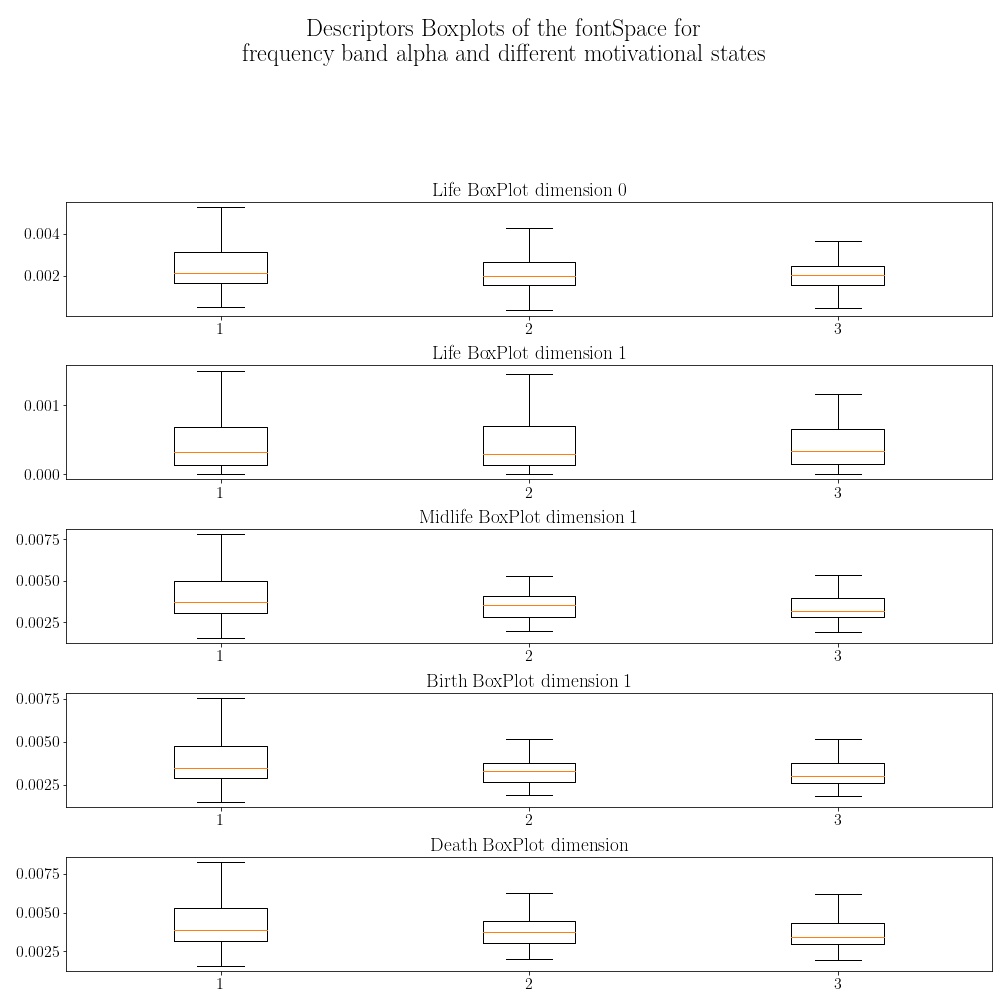 Descriptors Boxplots of the fontSpace for
frequency band alpha and different motivational states
Life BoxPlot dimension 0
0.004
0.002
1 2 3
Life BoxPlot dimension 1
0.001
0.000
1 2 3
Midlife BoxPlot dimension 1
0.0075
0.0050
0.0025
1 2 3
Birth BoxPlot dimension 1
0.0075
0.0050
0.0025
1 2 3
Death BoxPlot dimension
0.0075
0.0050
0.0025
1 2 3